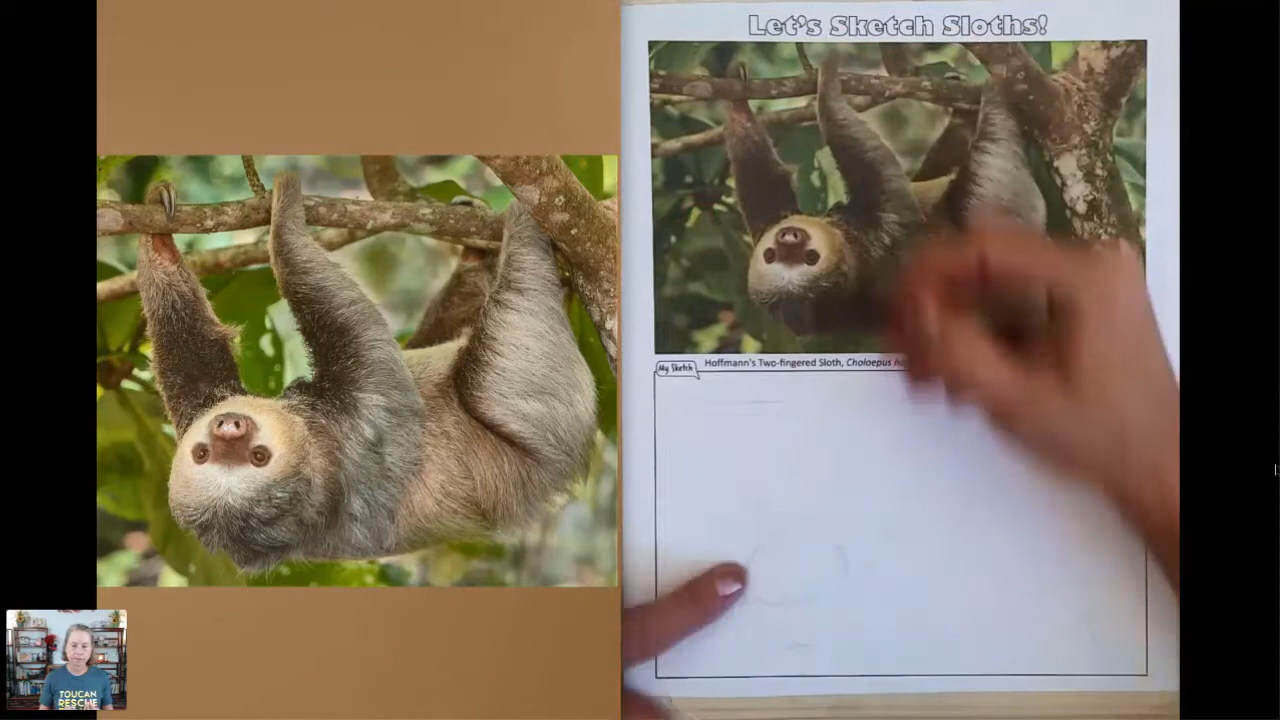 Let's Sketch Sloths!
Hoffmann's Two-fingered Sloth, Choloepus
My Sketch
TOUCAN
RESCUE